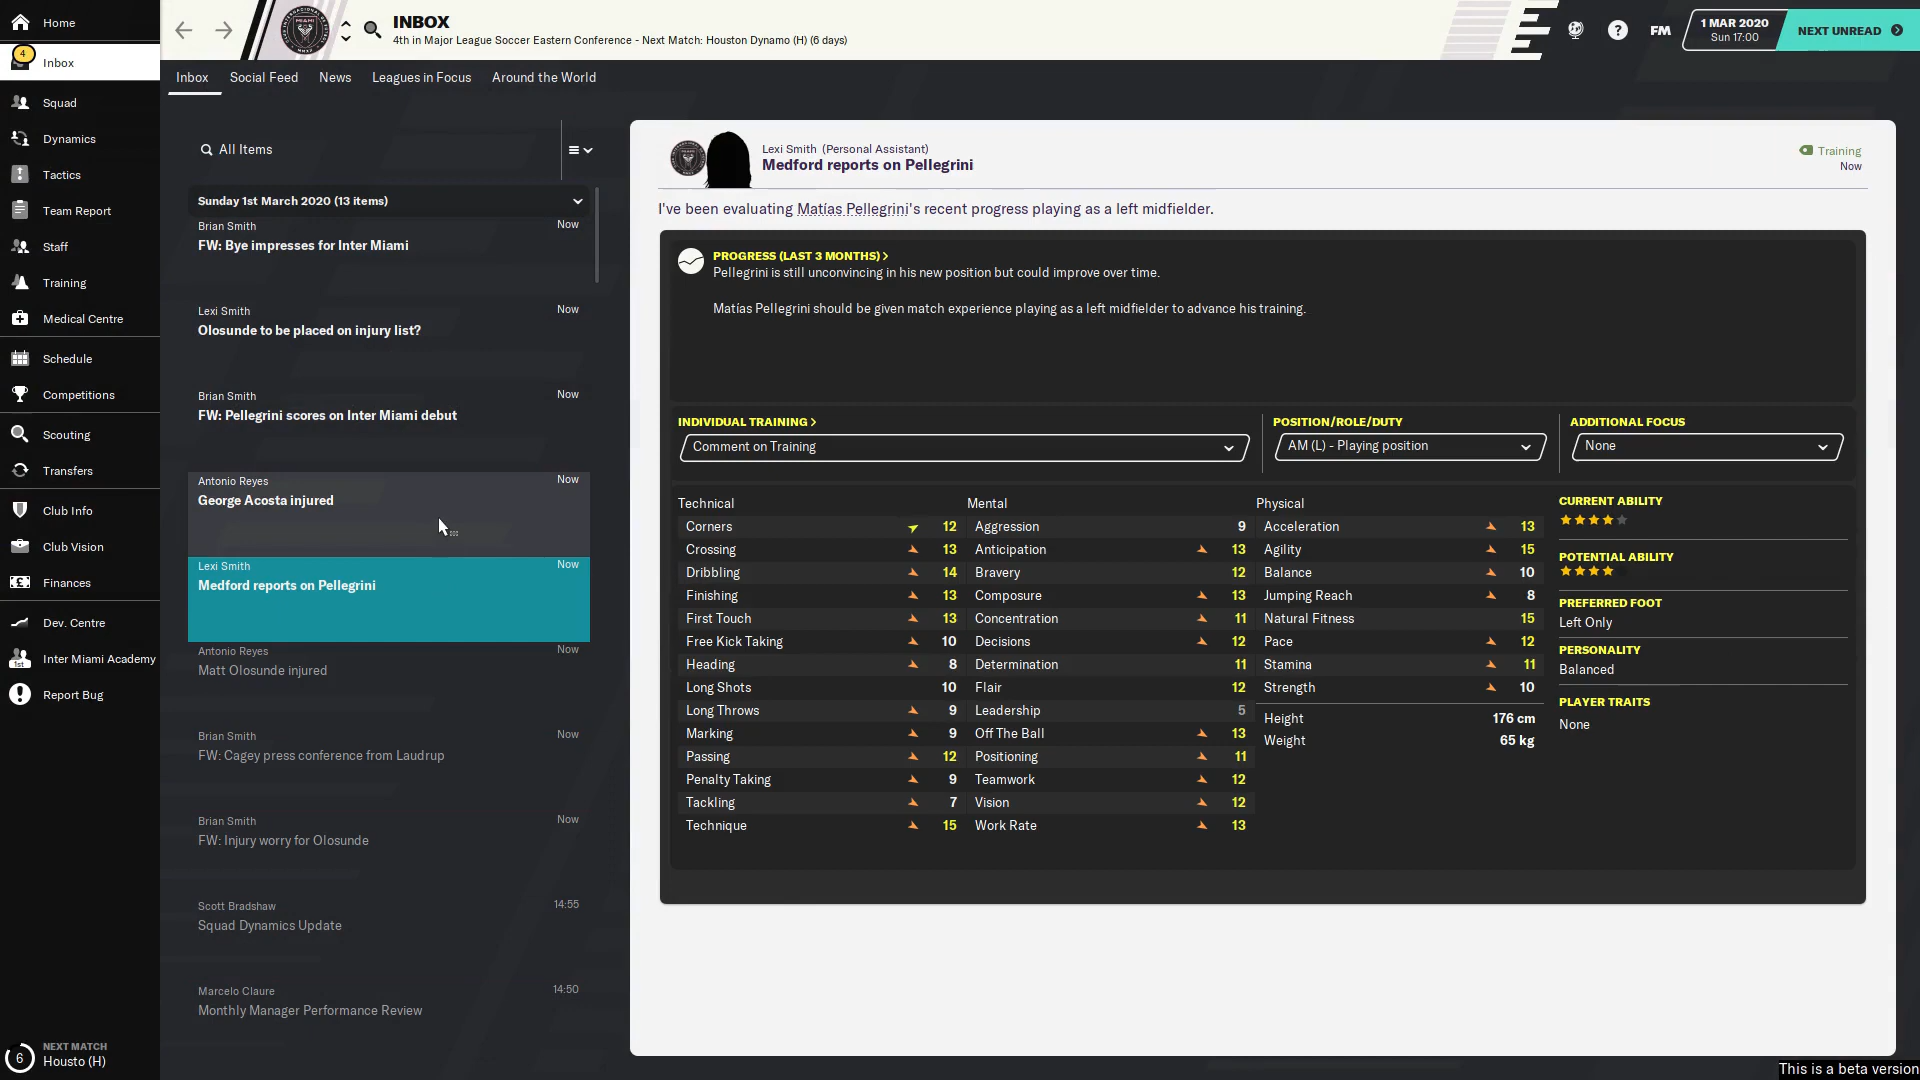 Home
4
Inbox
Squad
Dynamics
Tactics
Team Report
Staff
Training
Medical Centre
Schedule
Competitions
Scouting
Transfers
Club Info
Club Vision
Finances
Dev. Centre
1st Inter Miami Academy
Report Bug
6
NEXT MATCH
Housto (H)
INBOX
4th in Major League Soccer Eastern Conference - Next Match: Houston Dynamo (H) (6 days)
? FM
1 MAR 2020
Sun 17:00
NEXT UNREAD
Inbox Social Feed News Leagues in Focus Around the World
All Items
Sunday 1st March 2020 (13 items)
Brian Smith Now
FW: Bye impresses for Inter Miami
Lexi Smith Now
Olosunde to be placed on injury list?
Brian Smith Now
FW: Pellegrini scores on Inter Miami debut
Antonio Reyes Now
George Acosta injured
Lexi Smith Now
Medford reports on Pellegrini
Antonio Reyes Now
Matt Olosunde injured
Brian Smith Now
FW: Cagey press conference from Laudrup
Brian Smith Now
FW: Injury worry for Olosunde
Scott Bradshaw 14:55
Squad Dynamics Update
Marcelo Claure 14:50
Monthly Manager Performance Review
Lexi Smith (Personal Assistant)
Medford reports on Pellegrini
Training
Now
I've been evaluating Matías Pellegrini's recent progress playing as a left midfielder.
PROGRESS (LAST 3 MONTHS) >
Pellegrini is still unconvincing in his new position but could improve over time.
Matías Pellegrini should be given match experience playing as a left midfielder to advance his training.
INDIVIDUAL TRAINING > POSITION/ROLE/DUTY ADDITIONAL FOCUS
Comment on Training AM (L) - Playing position None
Technical
Corners 12
Crossing 13
Dribbling 14
Finishing 13
First Touch 13
Free Kick Taking 10
Heading 8
Long Shots 10
Long Throws 9
Marking 9
Passing 12
Penalty Taking 9
Tackling 7
Technique 15
Mental
Aggression 9
Anticipation 13
Bravery 12
Composure 13
Concentration 11
Decisions 12
Determination 11
Flair 12
Leadership 5
Off The Ball 13
Positioning 11
Teamwork 12
Vision 12
Work Rate 13
Physical
Acceleration 13
Agility 15
Balance 10
Jumping Reach 8
Natural Fitness 15
Pace 12
Stamina 11
Strength 10
Height 176 cm
Weight 65 kg
CURRENT ABILITY
POTENTIAL ABILITY
PREFERRED FOOT
Left Only
PERSONALITY
Balanced
PLAYER TRAITS
None
This is a beta version